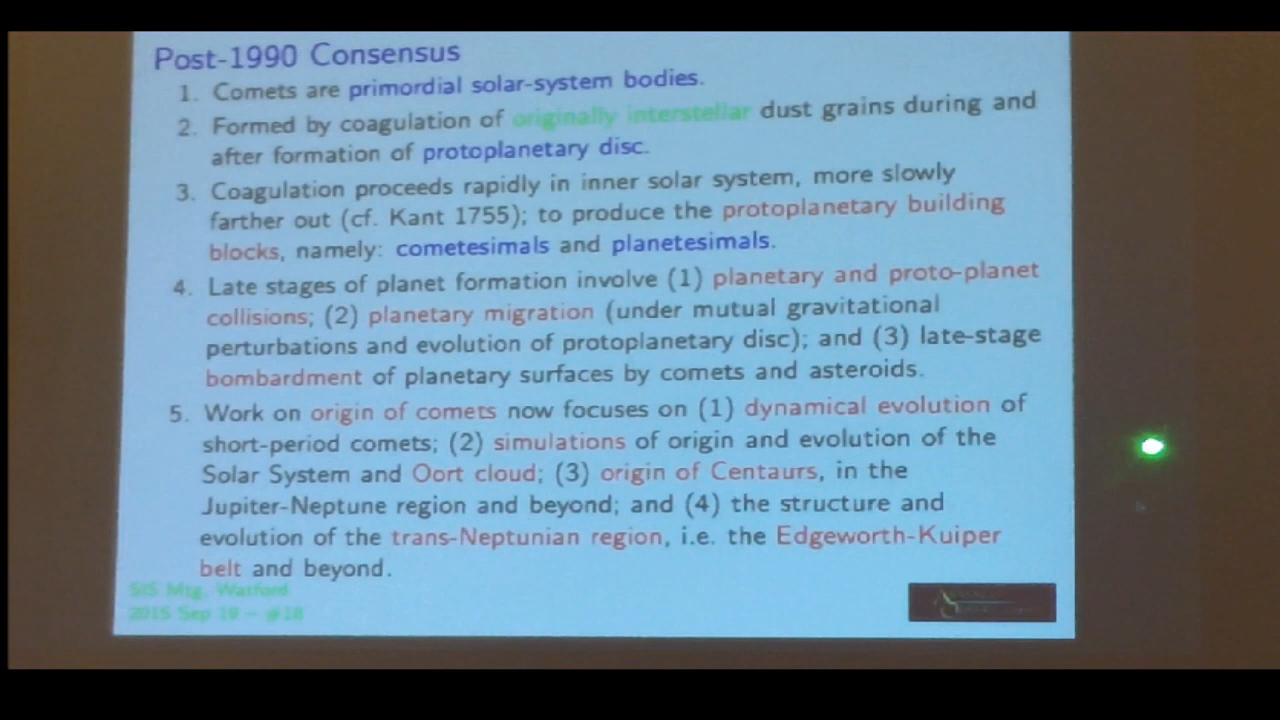 Post-1990 Consensus
1. Comets are primordial solar-system bodies.
2. Formed by coagulation of originally interstellar dust grains during and
after formation of protoplanetary disc.
3. Coagulation proceeds rapidly in inner solar system, more slowly
farther out (cf. Kant 1755); to produce the protoplanetary building
blocks, namely: cometesimals and planetesimals.
4. Late stages of planet formation involve (1) planetary and proto-planet
collisions; (2) planetary migration (under mutual gravitational
perturbations and evolution of protoplanetary disc); and (3) late-stage
bombardment of planetary surfaces by comets and asteroids.
5. Work on origin of comets now focuses on (1) dynamical evolution of
short-period comets; (2) simulations of origin and evolution of the
Solar System and Oort cloud; (3) origin of Centaurs, in the
Jupiter-Neptune region and beyond; and (4) the structure and
evolution of the trans-Neptunian region, i.e. the Edgeworth-Kuiper
belt and beyond.
SIS Mtg. Watford
2015 Sep 19 – #18